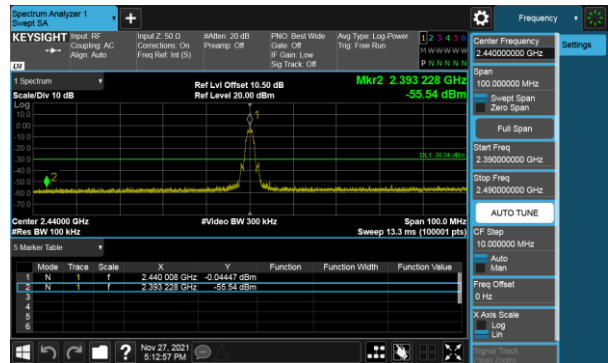 Spectrum Analyzer 1
Swept SA
+
Frequency
KEYSIGHT
Input: RF
Coupling: AC
Align: Auto
Input Z: 50 Ω
Corrections: On
Freq Ref: Int (S)
#Atten: 20 dB
Preamp: Off
PNO: Best Wide
Gate: Off
IF Gain: Low
Sig Track: Off
Avg Type: Log-Power
Trig: Free Run
1 2 3 4 5 6
M W W W W W
P N N N N N
LXI
1 Spectrum
Scale/Div 10 dB
Ref Lvl Offset 10.50 dB
Ref Level 20.00 dBm
Mkr2 2.393 228 GHz
-55.54 dBm
Log
10.0
0.00
-10.0
-20.0
-30.0
-40.0
-50.0
-60.0
-70.0
1
2
DL1 -30.04 dBm
Center 2.44000 GHz
#Res BW 100 kHz
#Video BW 300 kHz
Span 100.0 MHz
Sweep 13.3 ms (100001 pts)
5 Marker Table
Mode Trace Scale X Y Function Function Width Function Value
1 N 1 f 2.440 008 GHz -0.04447 dBm
2 N 1 f 2.393 228 GHz -55.54 dBm
3
4
5
6
Nov 27, 2021
5:12:57 PM
?
Settings
Center Frequency
2.440000000 GHz
Span
100.000000 MHz
Swept Span
Zero Span
Full Span
Start Freq
2.390000000 GHz
Stop Freq
2.490000000 GHz
AUTO TUNE
CF Step
10.000000 MHz
Auto
Man
Freq Offset
0 Hz
X Axis Scale
Log
Lin
Signal Track